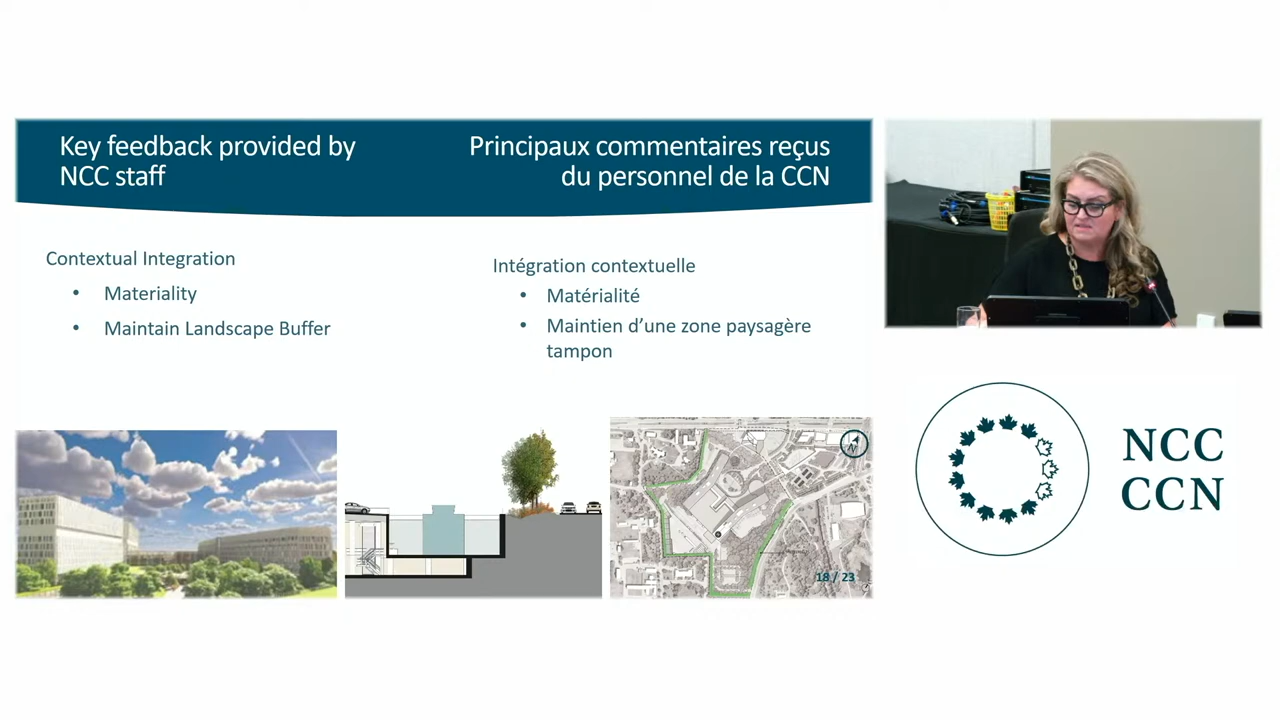 Key feedback provided by
NCC staff
Principaux commentaires reçus
du personnel de la CCN
Contextual Integration
• Materiality
• Maintain Landscape Buffer
Intégration contextuelle
• Matérialité
• Maintien d’une zone paysagère
tampon
N
18 / 23
NCC
CCN